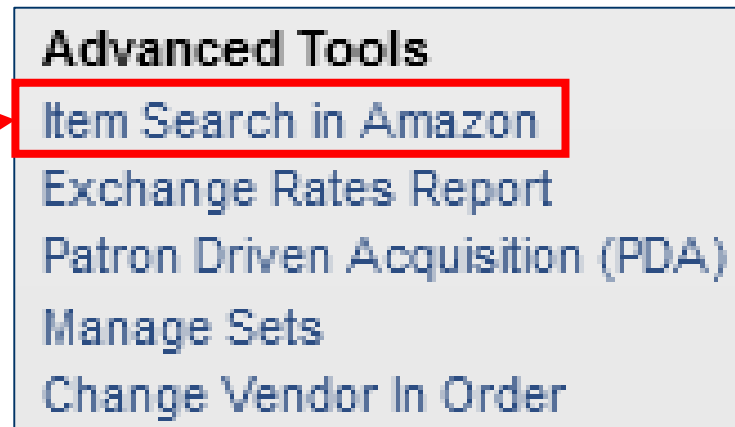 Advanced Tools
Item Search in Amazon
Exchange Rates Report
Patron Driven Acquisition (PDA)
Manage Sets
Change Vendor In Order